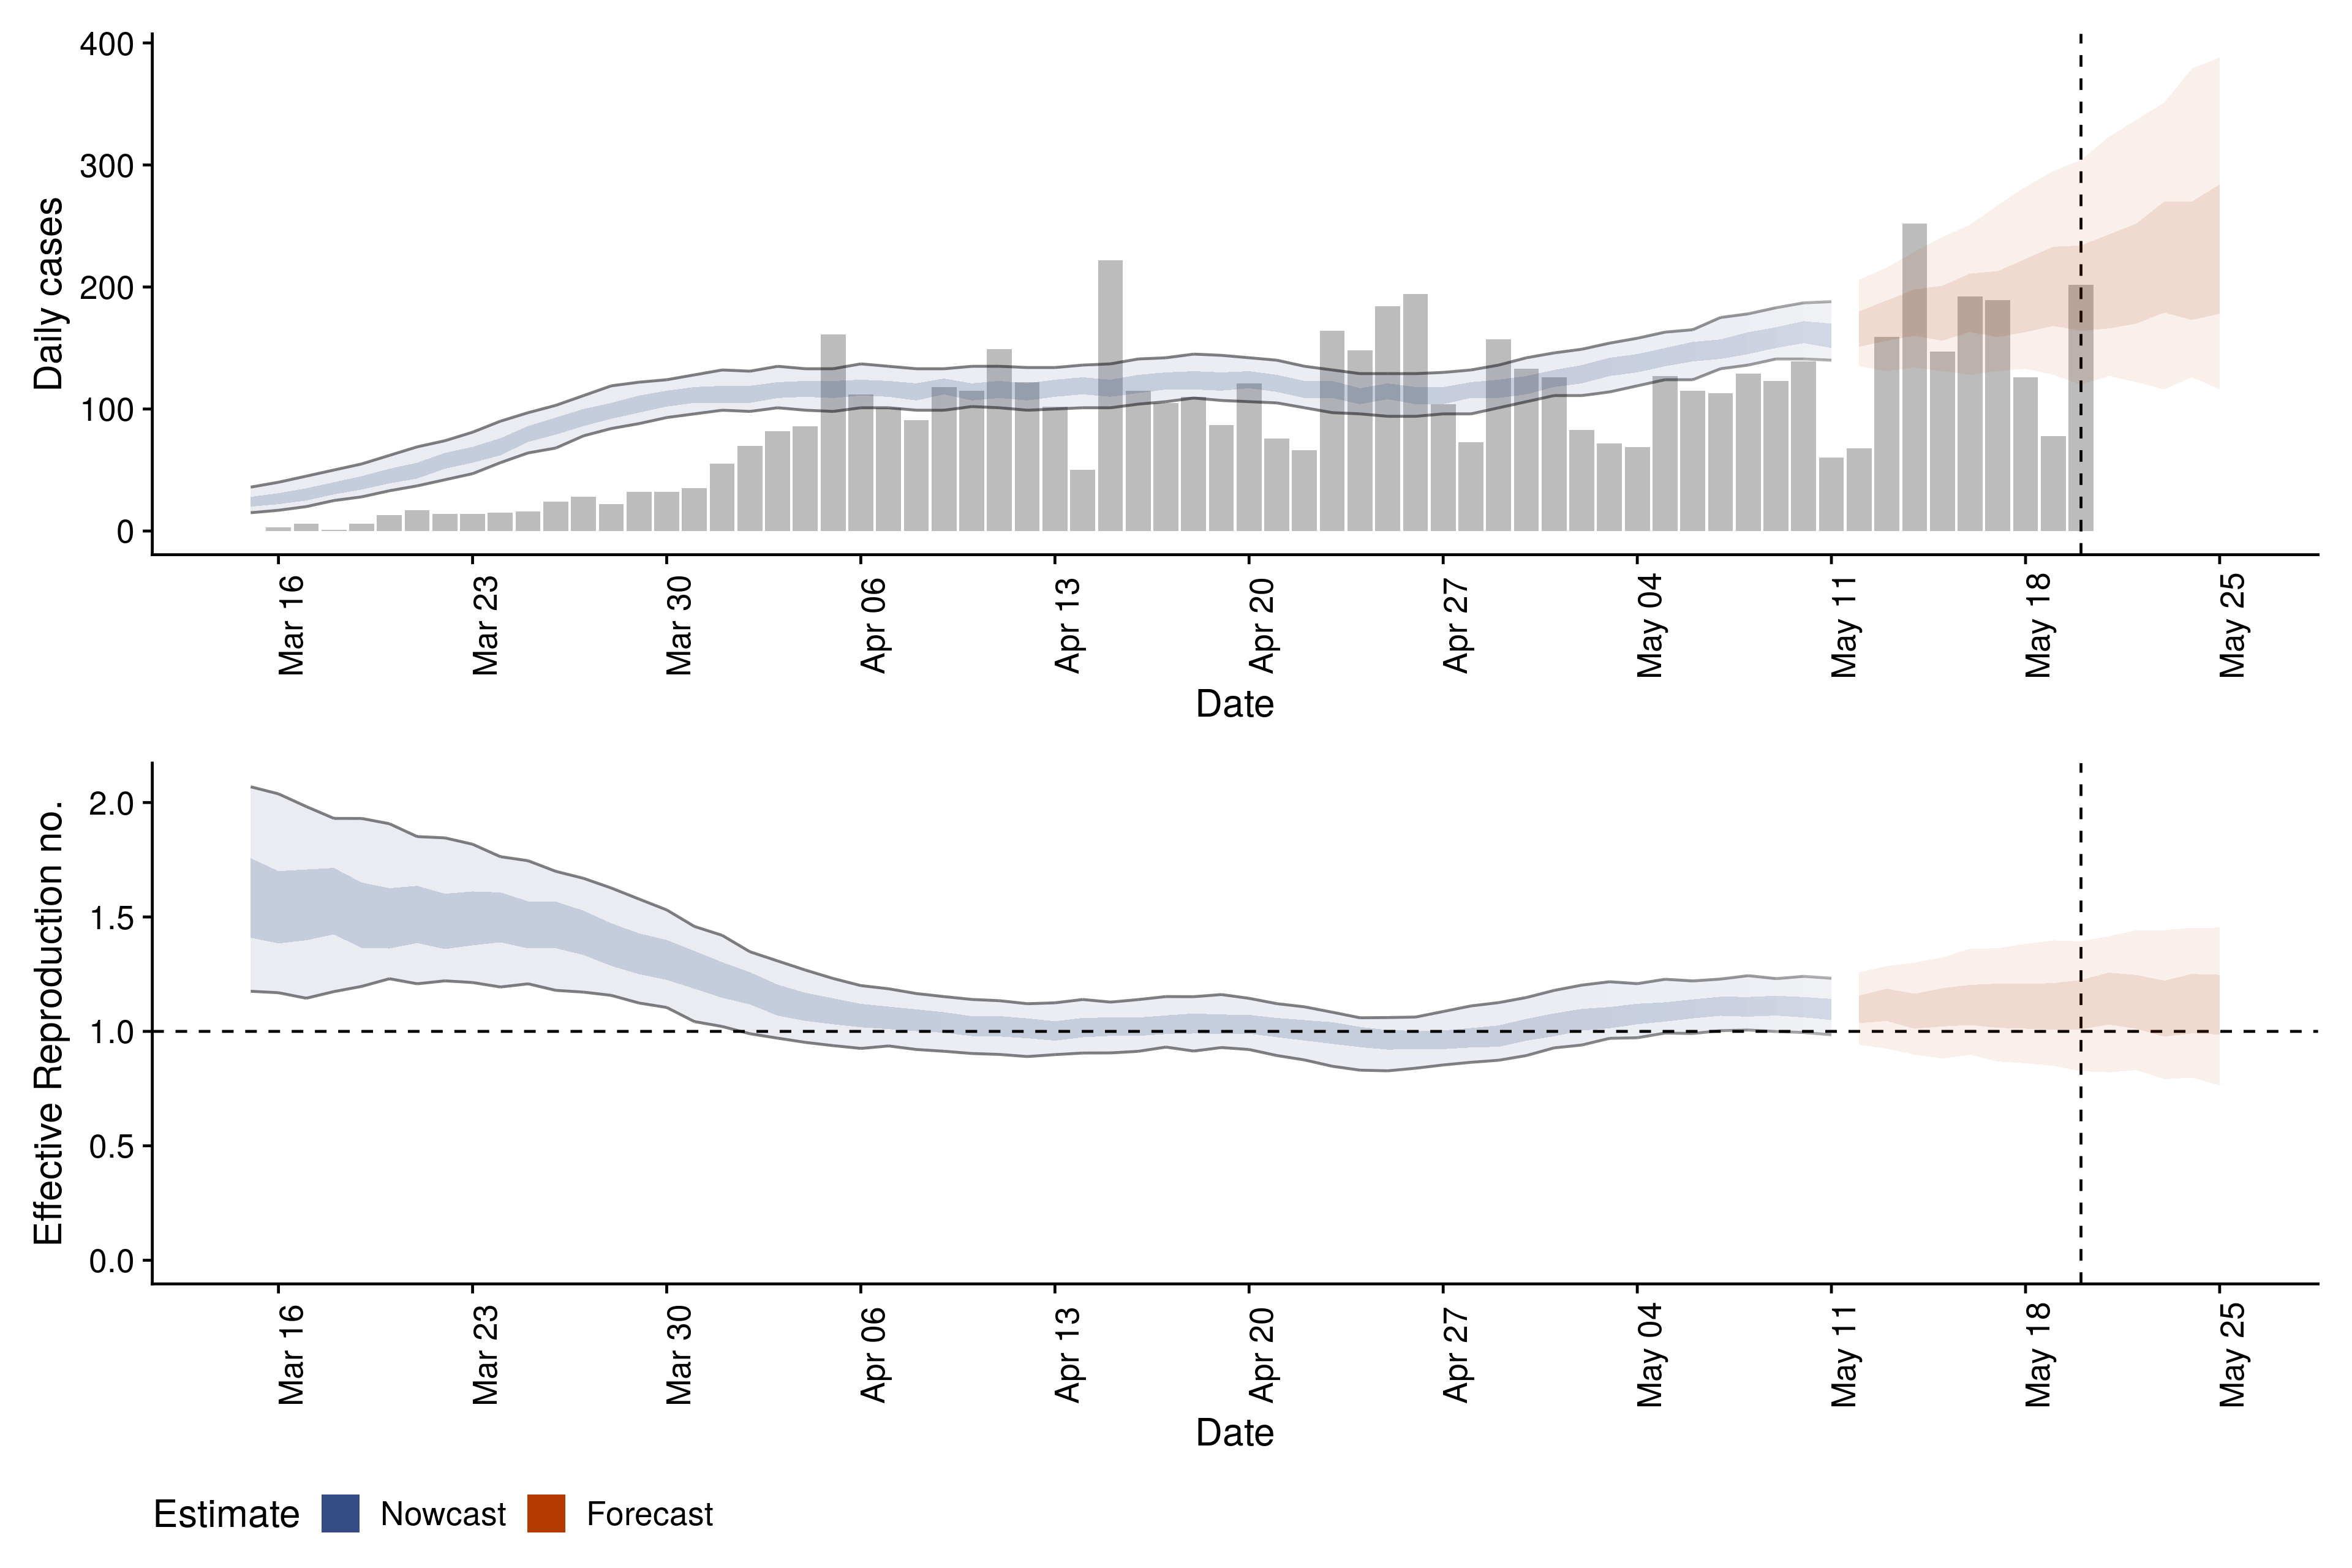 400
300
200
100
0
Daily cases
Mar 16
Mar 23
Mar 30
Apr 06
Apr 13
Apr 20
Apr 27
May 04
May 11
May 18
May 25
Date
2.0
1.5
1.0
0.5
0.0
Effective Reproduction no.
Mar 16
Mar 23
Mar 30
Apr 06
Apr 13
Apr 20
Apr 27
May 04
May 11
May 18
May 25
Date
Estimate Nowcast Forecast